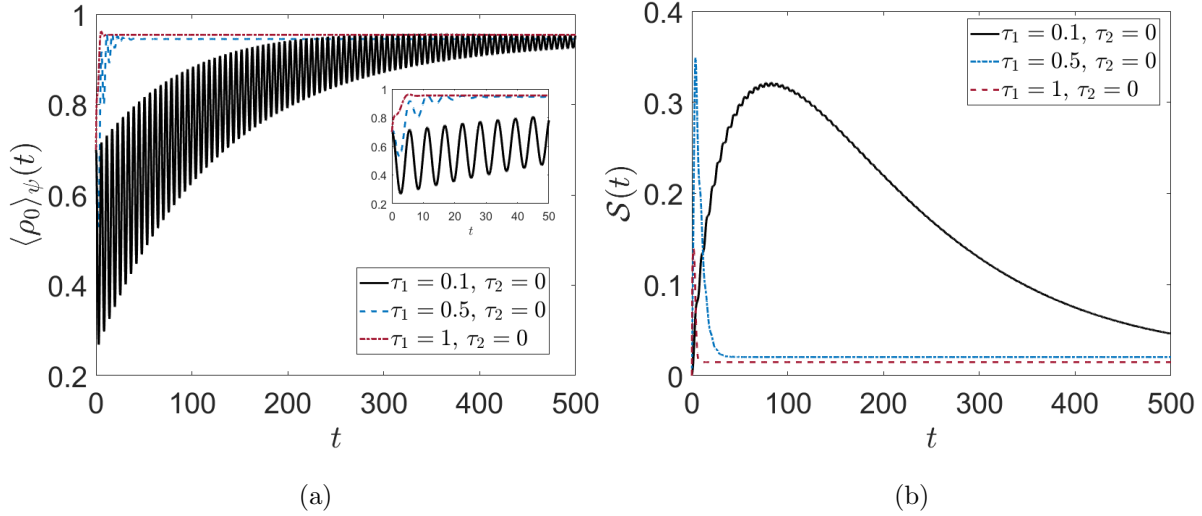 1
0.8
0.6
0.4
0.2
⟨ρ₀⟩ψ(t)
0 100 200 300 400 500
t
1
0.8
0.6
0.4
0.2
0 10 20 30 40 50
t
τ₁ = 0.1, τ₂ = 0
τ₁ = 0.5, τ₂ = 0
τ₁ = 1, τ₂ = 0
(a)
0.4
0.3
0.2
0.1
0
S(t)
0 100 200 300 400 500
t
τ₁ = 0.1, τ₂ = 0
τ₁ = 0.5, τ₂ = 0
τ₁ = 1, τ₂ = 0
(b)